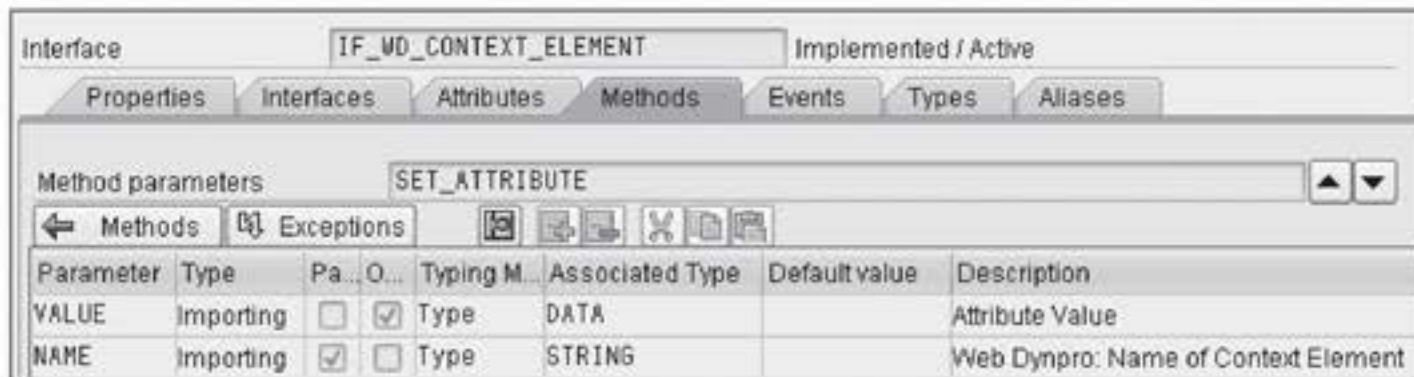 Interface IF_WD_CONTEXT_ELEMENT Implemented / Active
Properties Interfaces Attributes Methods Events Types Aliases
Method parameters SET_ATTRIBUTE
Methods Exceptions
Parameter Type Pa... O... Typing M... Associated Type Default value Description
VALUE Importing Type DATA Attribute Value
NAME Importing Type STRING Web Dynpro: Name of Context Element